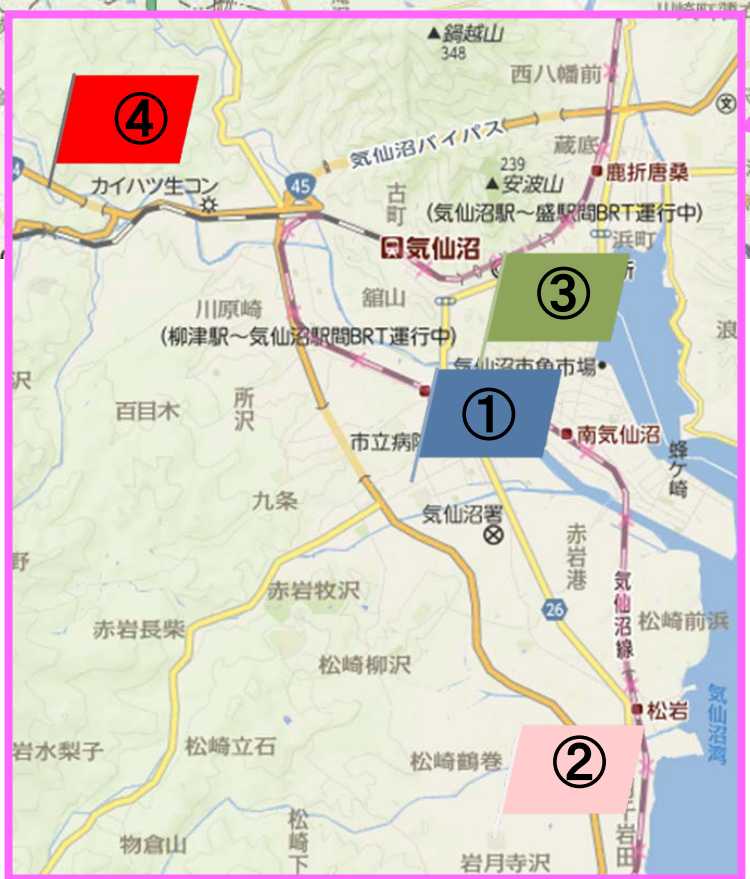 ▲鍋越山
348
西八幡前
気仙沼バイパス
蔵底
④
カイハツ生コン
45
古町
239
▲安波山
鹿折唐桑
(気仙沼駅～盛駅間BRT運行中)
浜町
気仙沼
所
③
舘山
川原崎
(柳津駅～気仙沼駅間BRT運行中)
浪
気仙沼市魚市場
沢
百目木
所沢
①
市立病
南気仙沼
蜂ケ崎
九条
気仙沼署
赤岩港
野
赤岩牧沢
気仙沼線
26
松崎前浜
赤岩長柴
松崎柳沢
松岩
気仙沼湾
岩水梨子
松崎立石
松崎鶴巻
②
物倉山
松崎下
岩月寺沢
岩田